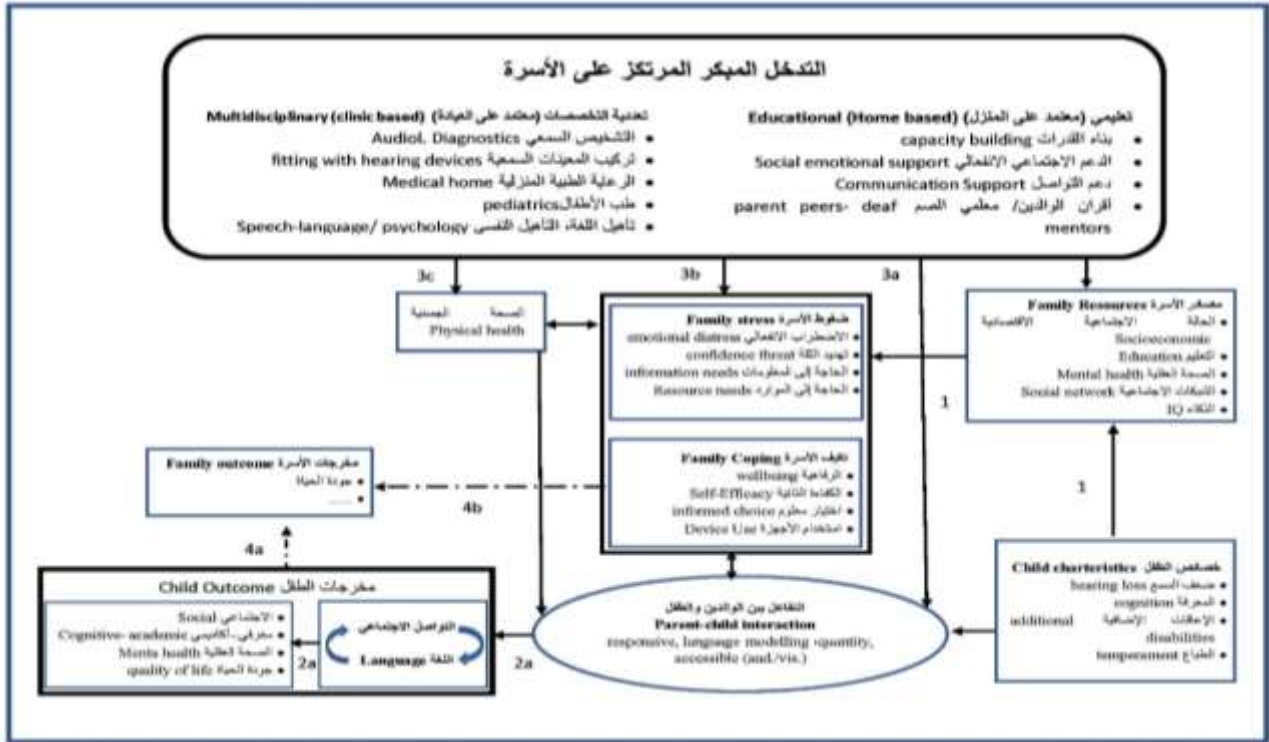 التدخل المبكر المرتكز على الأسرة
تعليمي (معتمد على المنزل) Educational (Home based)
بناء القدرات capacity building
الدعم الاجتماعي الانفعالي Social emotional support
دعم التواصل Communication Support
أقران الوالدين/ معلمي الصم parent peers- deaf
mentors
تعددية التخصصات (معتمد على العيادة) Multidisciplinary (clinic based)
التشخيص السمعي Audiol. Diagnostics
تركيب المعينات السمعية fitting with hearing devices
الرعاية الطبية المنزلية Medical home
طب الأطفال pediatrics
تأهيل اللغة، التأهيل النفسي Speech-language/ psychology
3c
3b
3a
الصحة الجسدية
Physical health
ضغوط الأسرة Family stress
الاضطراب الانفعالي emotional distress
تهديد الثقة confidence threat
الحاجة إلى المعلومات information needs
الحاجة إلى الموارد Resource needs
مصادر الأسرة Family Resources
الحالة الاجتماعية الاقتصادية
Socioeconomic
التعليم Education
الصحة العقلية Mental health
الشبكات الاجتماعية Social network
الذكاء IQ
1
1
تكيف الأسرة Family Coping
الرفاهية wellbeing
الكفاءة الذاتية Self-Efficacy
اختيار معلوم informed choice
استخدام الأجهزة Device Use
مخرجات الأسرة Family outcome
جودة الحياة
......
4b
4a
خصائص الطفل Child charteristics
ضعف السمع hearing loss
المعرفة cognition
الإعاقات الإضافية additional
disabilities
الطباع temperament
التفاعل بين الوالدين والطفل
Parent-child interaction
responsive, language modelling ,quantity,
accessible (aud./vis.)
2a
مخرجات الطفل Child Outcome
التواصل الاجتماعي
اللغة Language
2a
الاجتماعي Social
معرفي-أكاديمي Cognitive- academic
الصحة العقلية Menta health
جودة الحياة quality of life